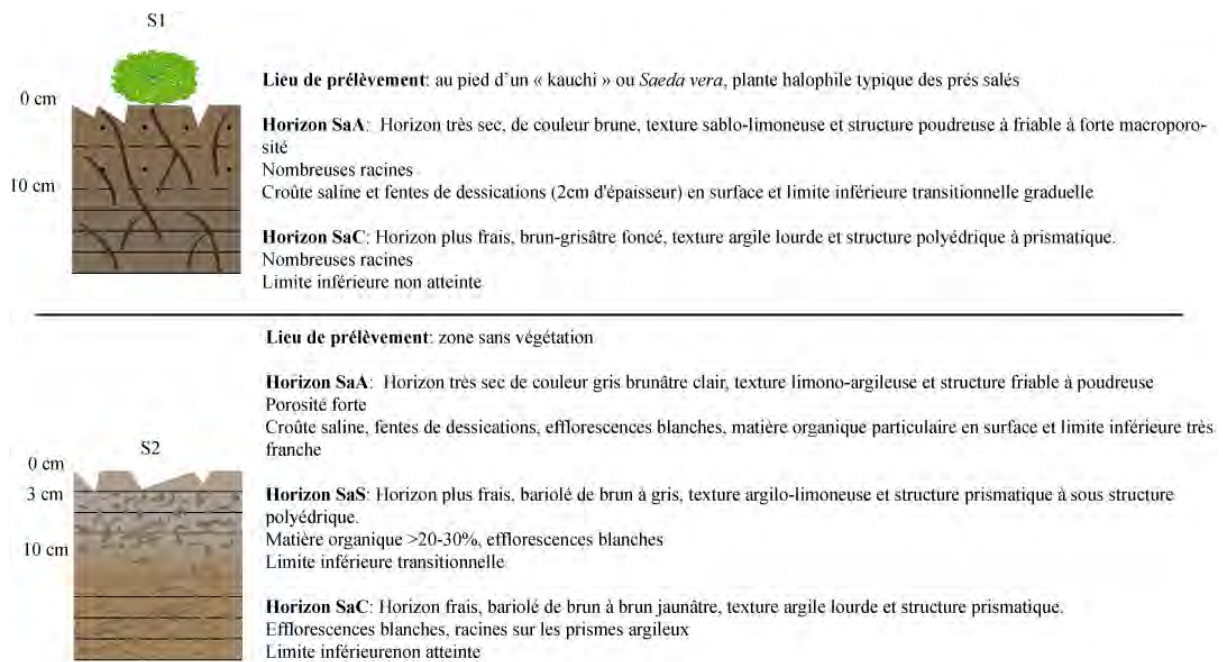 S1
Lieu de prélèvement: au pied d'un « kauchi » ou Saeda vera, plante halophile typique des prés salés
0 cm
Horizon SaA: Horizon très sec, de couleur brune, texture sablo-limoneuse et structure poudreuse à friable à forte macroporo-
sité
Nombreuses racines
10 cm
Croûte saline et fentes de dessications (2cm d'épaisseur) en surface et limite inférieure transitionnelle graduelle
Horizon SaC: Horizon plus frais, brun-grisâtre foncé, texture argile lourde et structure polyédrique à prismatique.
Nombreuses racines
Limite inférieure non atteinte
Lieu de prélèvement: zone sans végétation
Horizon SaA: Horizon très sec de couleur gris brunâtre clair, texture limono-argileuse et structure friable à poudreuse
Porosité forte
Croûte saline, fentes de dessications, efflorescences blanches, matière organique particulaire en surface et limite inférieure très
franche
S2
0 cm
3 cm
Horizon SaS: Horizon plus frais, bariolé de brun à gris, texture argilo-limoneuse et structure prismatique à sous structure
polyédrique.
Matière organique >20-30%, efflorescences blanches
10 cm
Limite inférieure transitionnelle
Horizon SaC: Horizon frais, bariolé de brun à brun jaunâtre, texture argile lourde et structure prismatique.
Efflorescences blanches, racines sur les prismes argileux
Limite inférieurenon atteinte